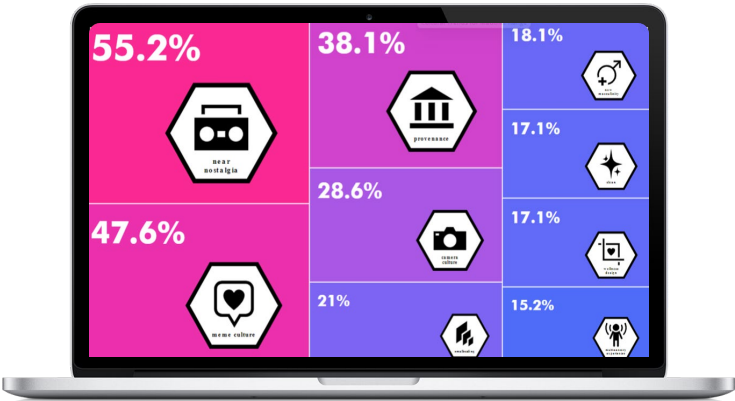 55.2%
near
nostalgia
47.6%
meme culture
38.1%
provenance
28.6%
camera
culture
21%
18.1%
17.1%
17.1%
15.2%